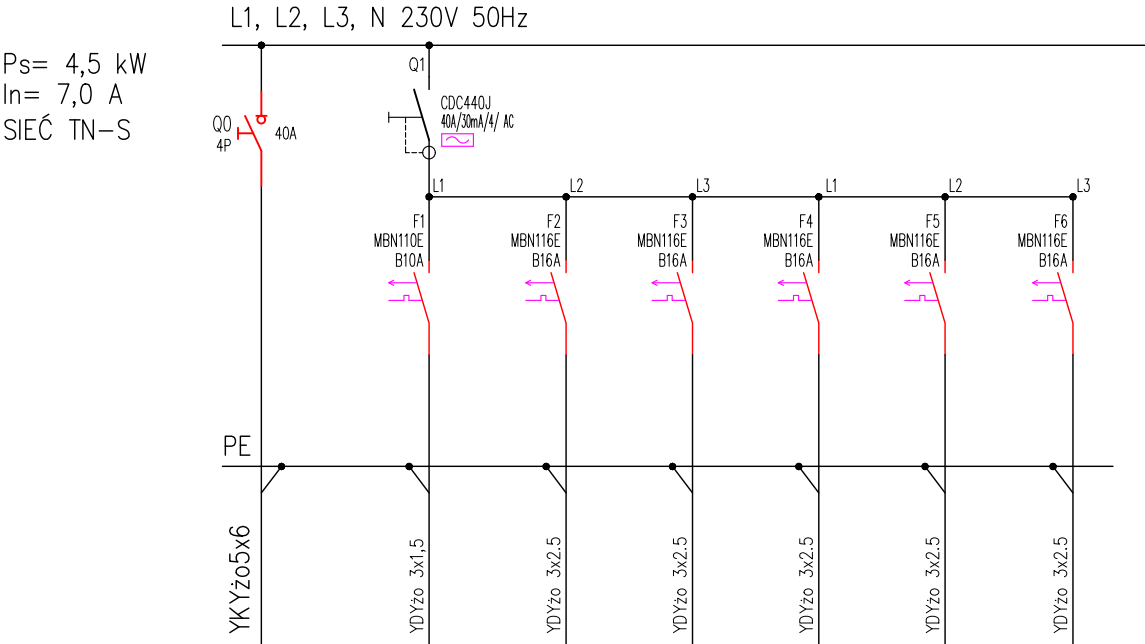 L1, L2, L3, N 230V 50Hz
Ps= 4,5 kW
In= 7,0 A
SIEĆ TN-S
Q0
4P
40A
Q1
CDC440J
40A/30mA/4/ AC
L1
L2
L3
L1
L2
L3
F1
MBN110E
B10A
F2
MBN116E
B16A
F3
MBN116E
B16A
F4
MBN116E
B16A
F5
MBN116E
B16A
F6
MBN116E
B16A
PE
YKYżo5x6
YDYżo 3x1,5
YDYżo 3x2.5
YDYżo 3x2.5
YDYżo 3x2.5
YDYżo 3x2.5
YDYżo 3x2.5